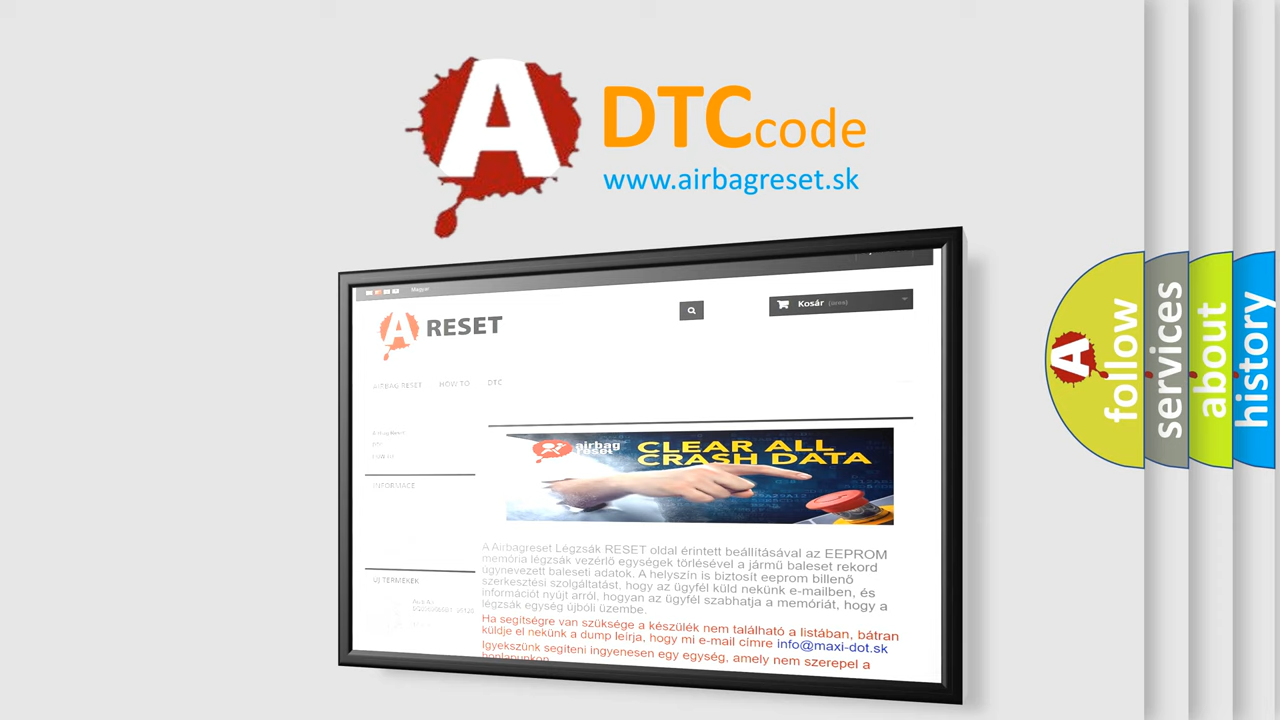 A
DTC code
www.airbagreset.sk
Magyar
A RESET
Kosár (üres)
AIRBAG RESET HOW TO DTC
INFORMACE
ÚJ TERMÉKEK
airbag
reset
CLEAR ALL
CRASH DATA
A Airbagreset Légzsák RESET oldal érintett beállításával az EEPROM
memória légzsák vezérlő egységek törlésével a jármű baleset rekord
úgynevezett baleseti adatok. A helyszín is biztosít eeprom billenő
szerkesztési szolgáltatást, hogy az ügyfél küld nekünk e-mailben, és
információt nyújt arról, hogyan az ügyfél szabhatja a memóriát, hogy a
légzsák egység újbóli üzembe.
Ha segítségre van szüksége a készülék nem található a listában, bátran
küldje el nekünk a dump leírja, hogy mi e-mail címre info@maxi-dot.sk
Igyekszünk segíteni ingyenesen egy egység, amely nem szerepel a
honlapunkon
A
follow
services
about
history